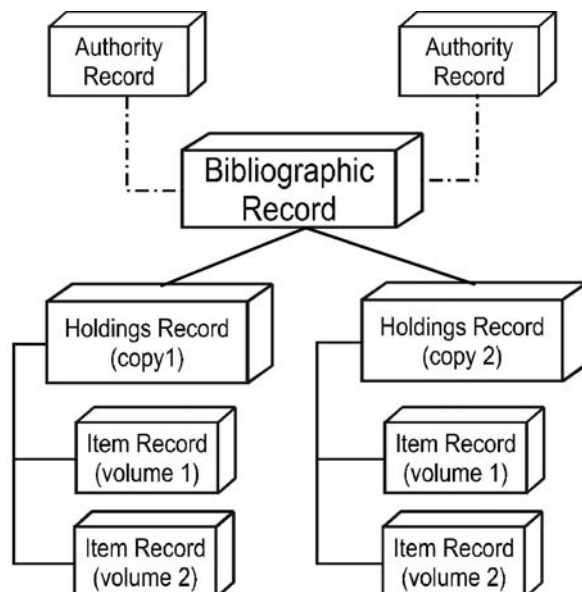 Authority
Record
Authority
Record
Bibliographic
Record
Holdings Record
(copy1)
Holdings Record
(copy 2)
Item Record
(volume 1)
Item Record
(volume 1)
Item Record
(volume 2)
Item Record
(volume 2)